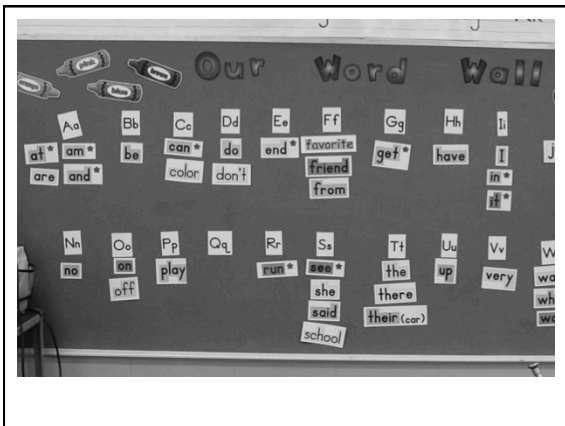 pink
brown
orange
blue
Our Word Wall
Aa Bb Cc Dd Ee Ff Gg Hh Ii
at am be can do end favorite get have I
are and color don't friend in
from it
Nn Oo Pp Qq Rr Ss Tt Uu Vv W
no on play run see the up very
off she there
said their (car)
school